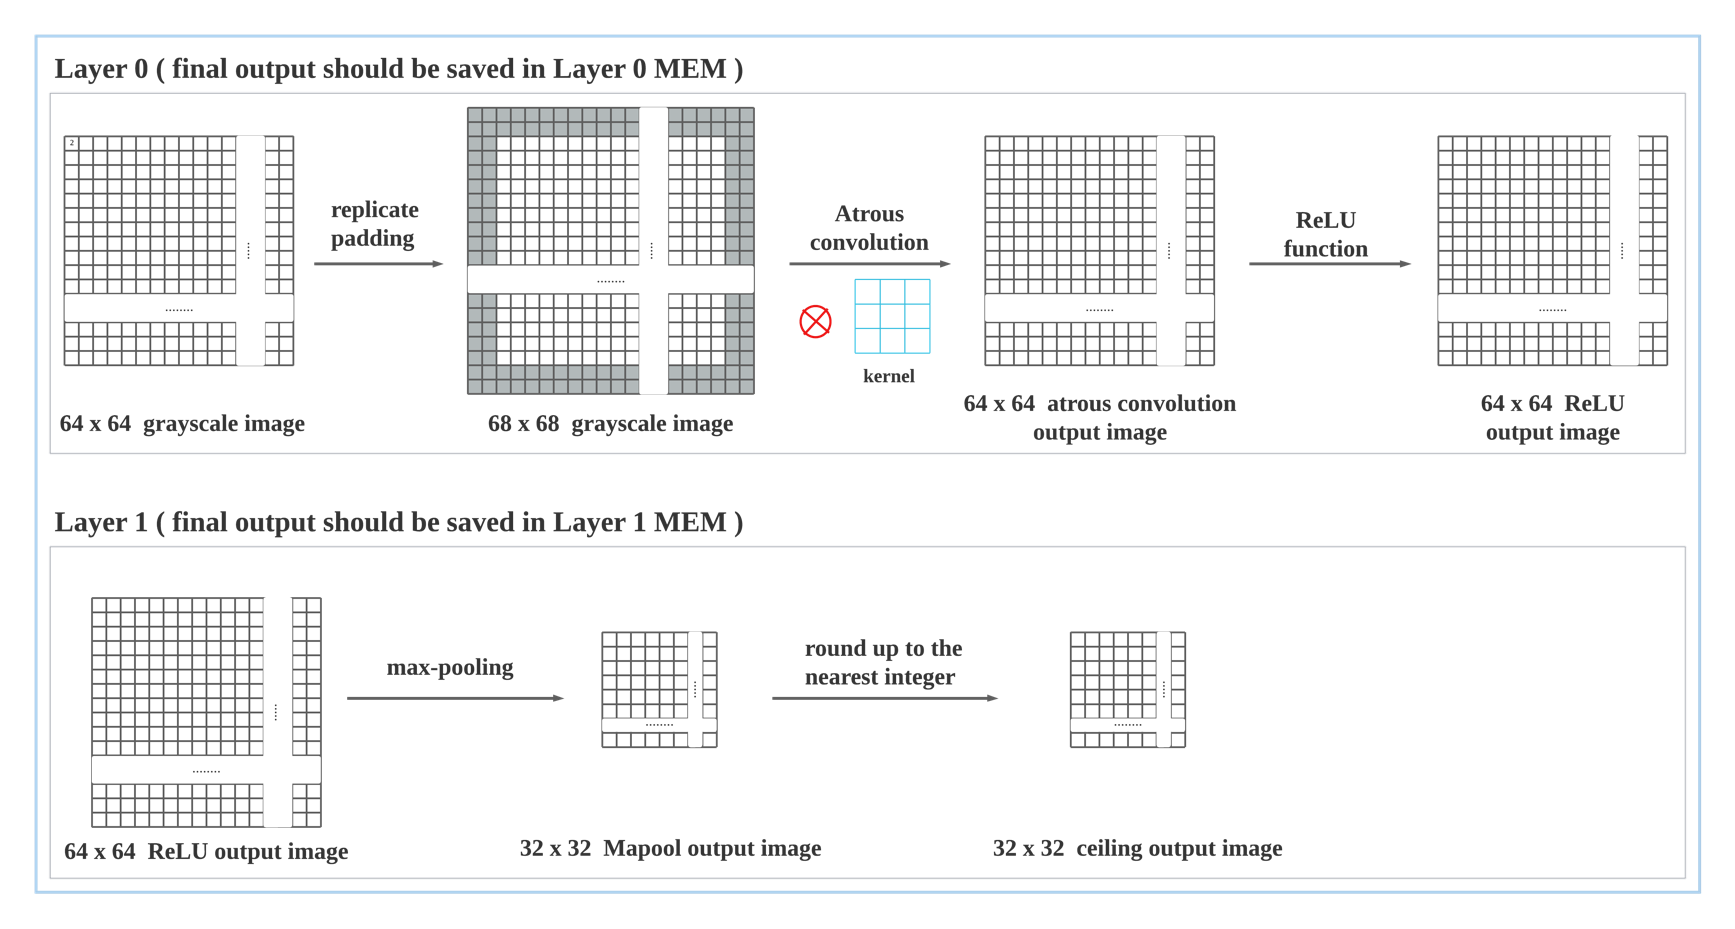 Layer 0 ( final output should be saved in Layer 0 MEM )
2
replicate
padding
Atrous
convolution
kernel
ReLU
function
64 x 64 grayscale image
68 x 68 grayscale image
64 x 64 atrous convolution
output image
64 x 64 ReLU
output image
Layer 1 ( final output should be saved in Layer 1 MEM )
max-pooling
round up to the
nearest integer
64 x 64 ReLU output image
32 x 32 Mapool output image
32 x 32 ceiling output image